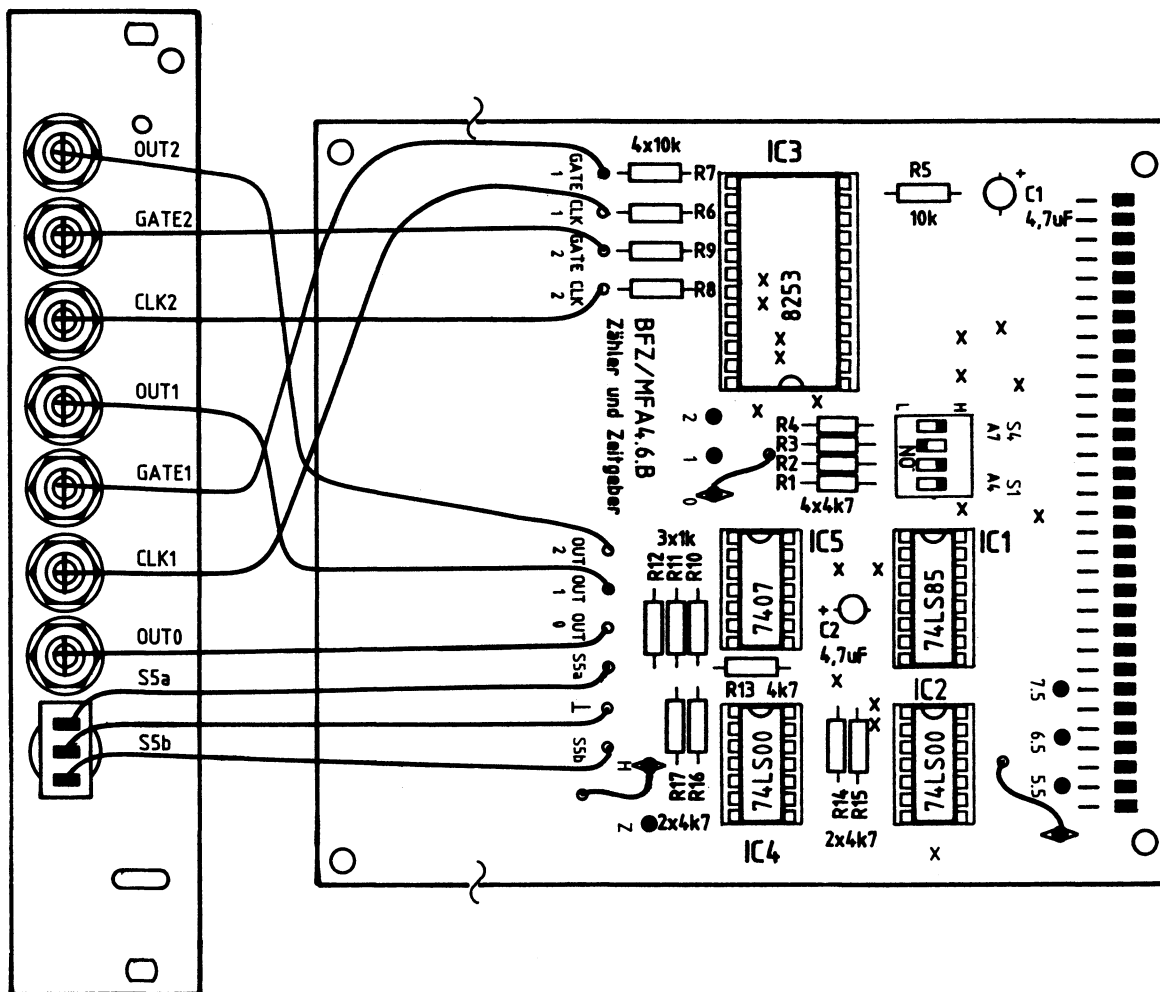 OUT2
GATE2
CLK2
OUT1
GATE1
CLK1
OUT0
S5a
S5b
GATE
1
CLK
1
GATE
2
CLK
2
4x10k
R7
R6
R9
R8
IC3
8253
R5
10k
+
C1
4,7uF
BFZ/MFA4.6.B
Zähler und Zeitgeber
2
1
0
R4
R3
R2
R1
4x4k7
L
H
NO
S4
A7
A4
S1
OUT
2
OUT
1
OUT
0
S5a
⊥
S5b
3x1k
R12
R11
R10
IC5
7407
+
C2
4,7uF
IC1
74LS85
R13 4k7
R17
R16
2x4k7
H
Z
74LS00
IC4
R14
R15
2x4k7
IC2
74LS00
7.5
6.5
5.5